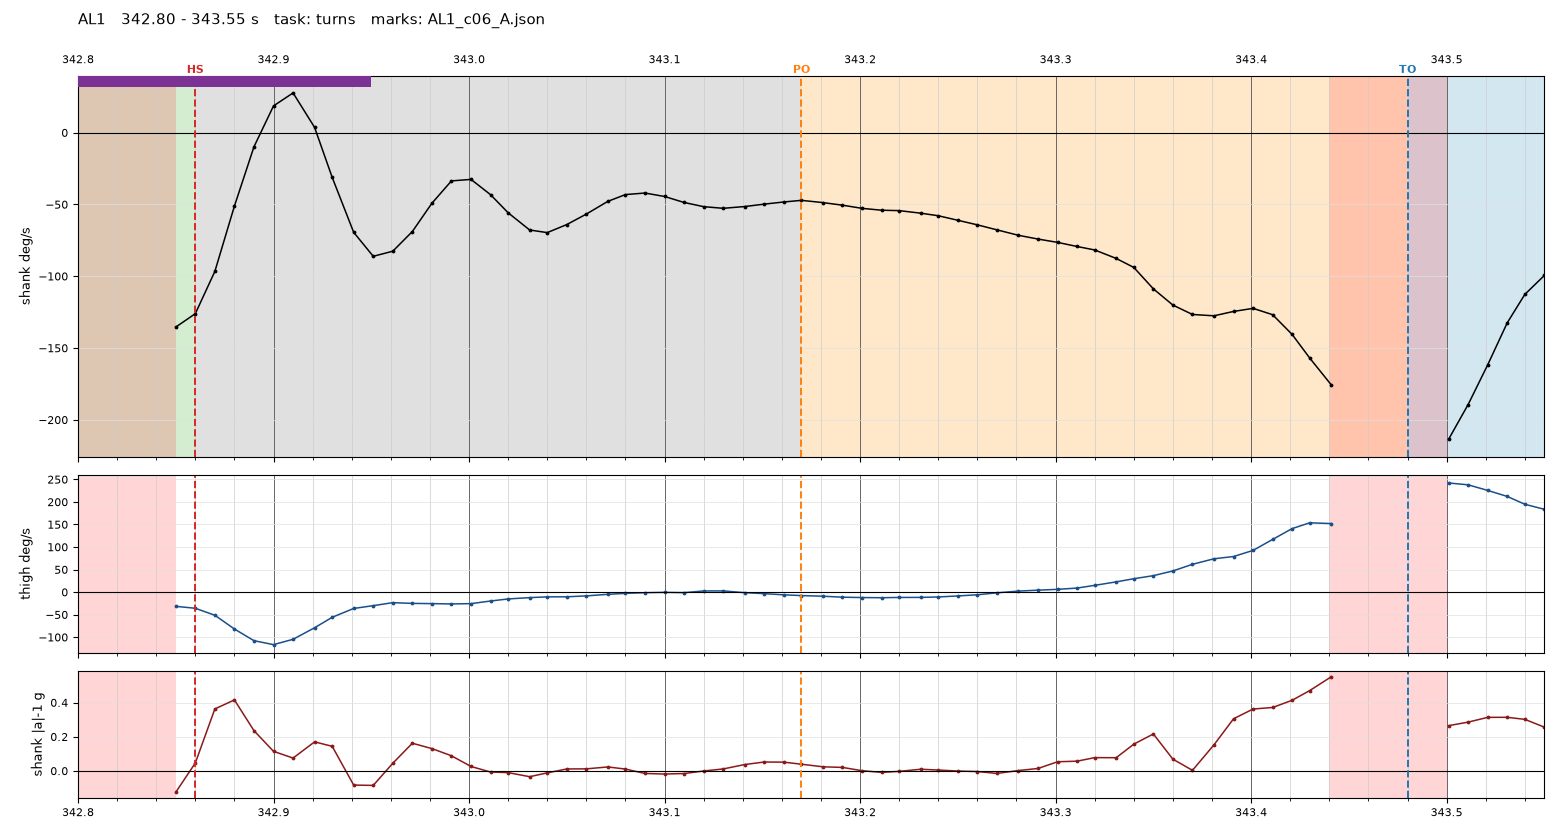 AL1   342.80 - 343.55 s   task: turns   marks: AL1_c06_A.json
342.8 342.9 343.0 343.1 343.2 343.3 343.4 343.5
HS PO TO
shank deg/s
0
−50
−100
−150
−200
thigh deg/s
250
200
150
100
50
0
−50
−100
shank |a|-1 g
0.4
0.2
0.0
342.8 342.9 343.0 343.1 343.2 343.3 343.4 343.5